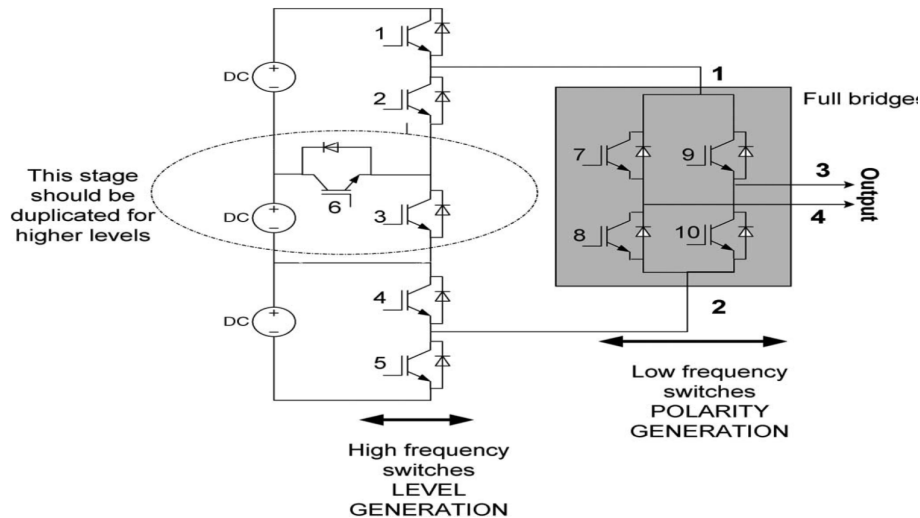 1
DC
2
1
Full bridges
7
9
This stage
should be
duplicated for
higher levels
6
3
DC
3
4
Output
8
10
4
DC
2
5
Low frequency
switches
POLARITY
GENERATION
High frequency
switches
LEVEL
GENERATION